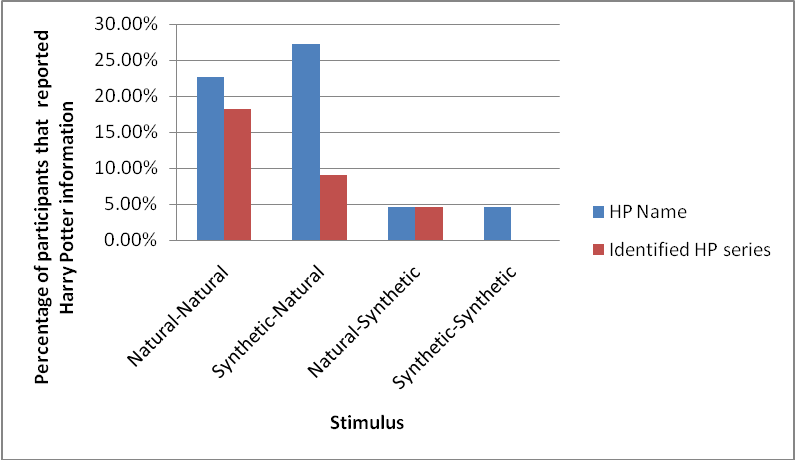 Percentage of participants that reported
Harry Potter information
30.00%
25.00%
20.00%
15.00%
10.00%
5.00%
0.00%
Natural-Natural
Synthetic-Natural
Natural-Synthetic
Synthetic-Synthetic
Stimulus
HP Name
Identified HP series